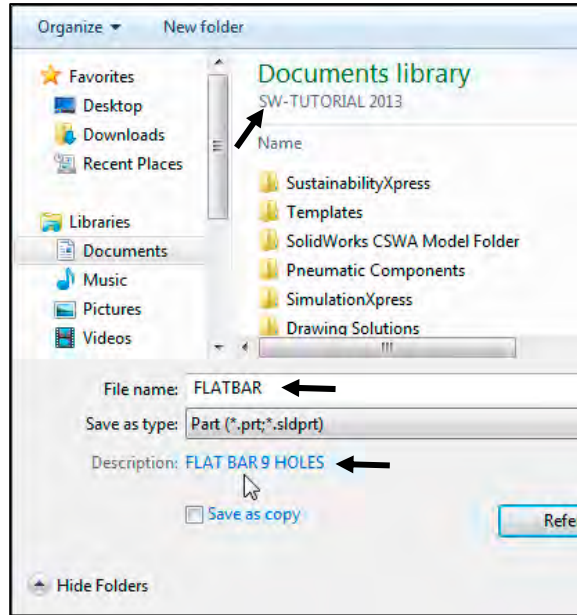 Organize New folder
Favorites
Desktop
Downloads
Recent Places
Libraries
Documents
Music
Pictures
Videos
Documents library
SW-TUTORIAL 2013
Name
SustainabilityXpress
Templates
SolidWorks CSWA Model Folder
Pneumatic Components
SimulationXpress
Drawing Solutions
File name: FLATBAR
Save as type: Part (*.prt;*.sldprt)
Description: FLAT BAR 9 HOLES
Save as copy
Refe
Hide Folders